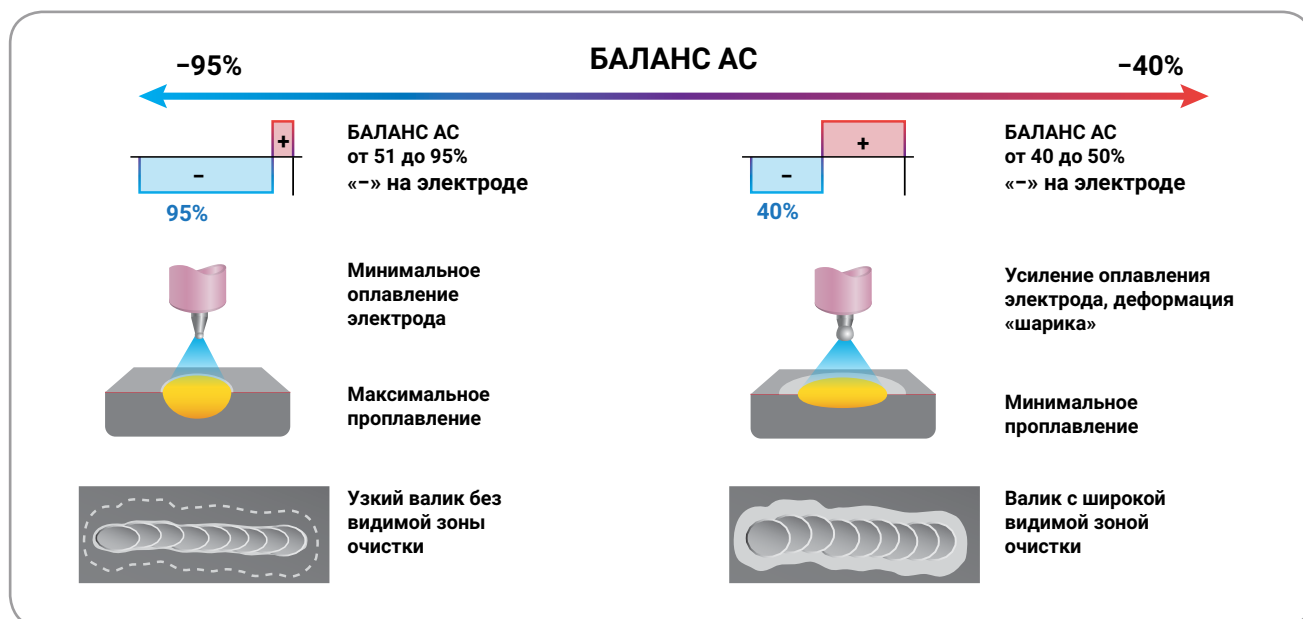 БАЛАНС АС
−95%
−40%
+
−
95%
БАЛАНС АС
от 51 до 95%
«−» на электроде
+
−
40%
БАЛАНС АС
от 40 до 50%
«−» на электроде
Минимальное
оплавление
электрода
Усиление оплавления
электрода, деформация
«шарика»
Максимальное
проплавление
Минимальное
проплавление
Узкий валик без
видимой зоны
очистки
Валик с широкой
видимой зоной
очистки